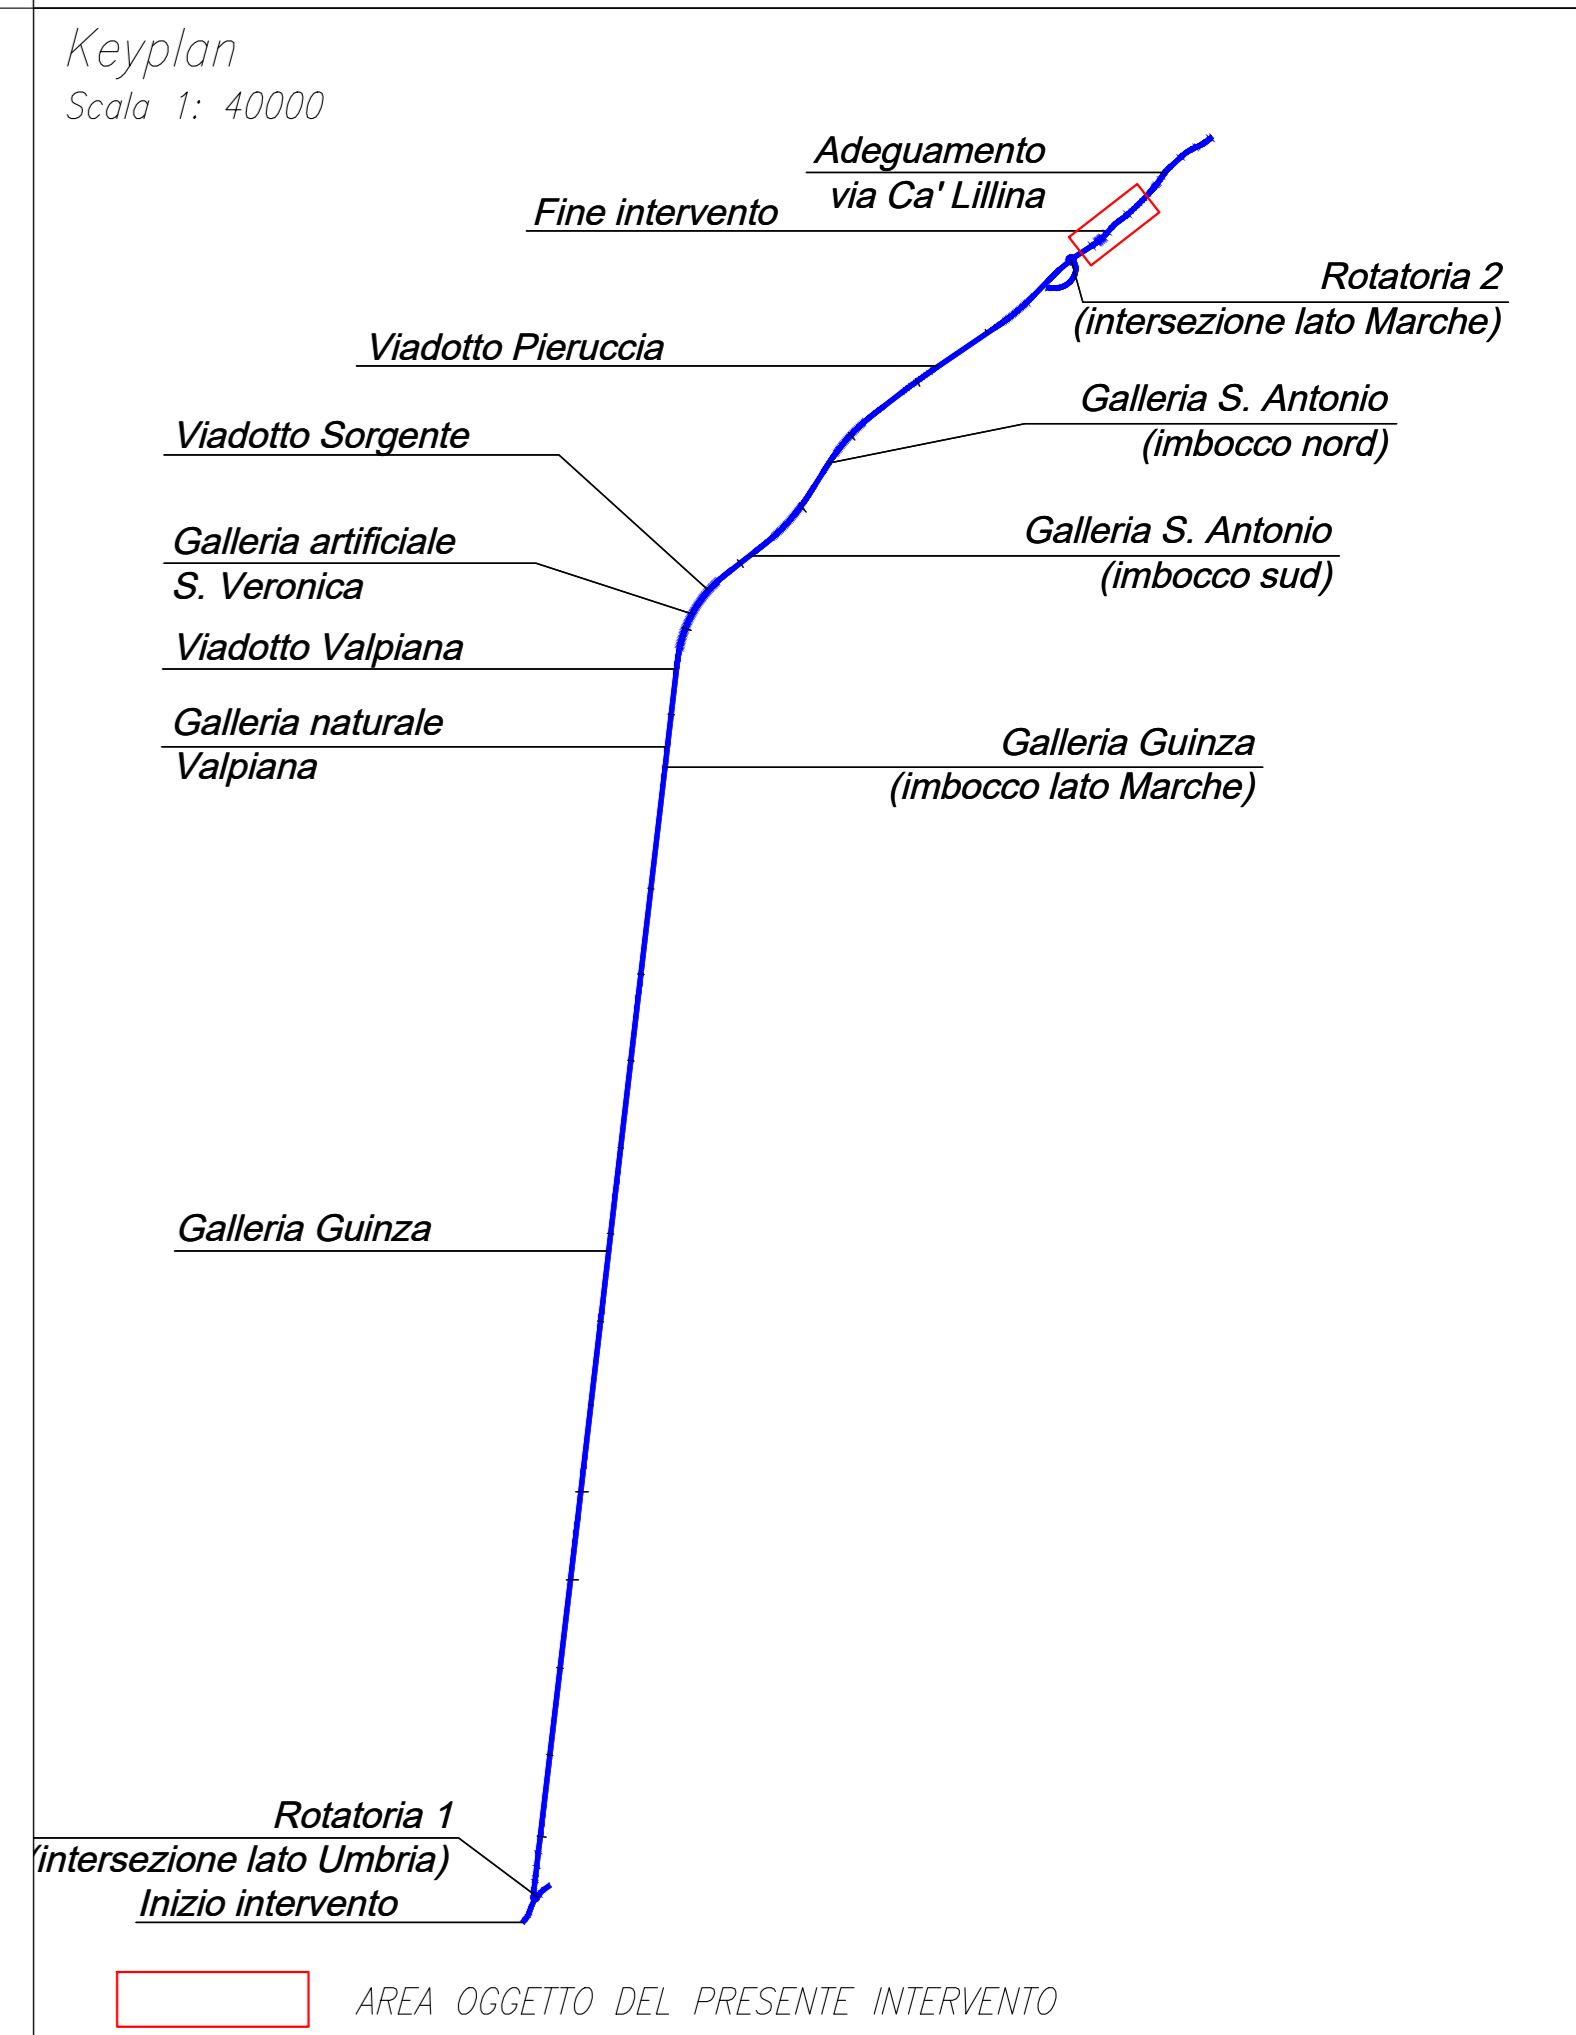 Keyplan
Scala 1: 40000
Adeguamento
via Ca' Lillina
Fine intervento
Rotatoria 2
(intersezione lato Marche)
Viadotto Pieruccia
Galleria S. Antonio
(imbocco nord)
Viadotto Sorgente
Galleria S. Antonio
(imbocco sud)
Galleria artificiale
S. Veronica
Viadotto Valpiana
Galleria naturale
Valpiana
Galleria Guinza
(imbocco lato Marche)
Galleria Guinza
Rotatoria 1
(intersezione lato Umbria)
Inizio intervento
AREA OGGETTO DEL PRESENTE INTERVENTO